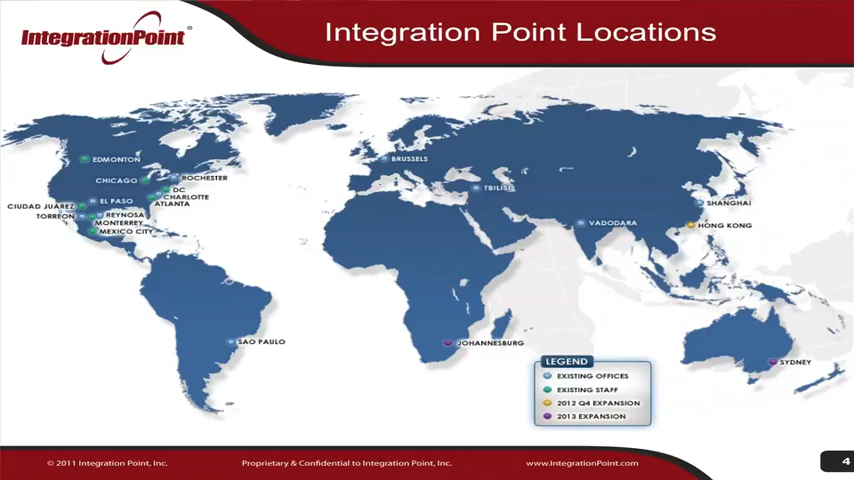 IntegrationPoint
Integration Point Locations
EDMONTON
CHICAGO
ROCHESTER
DC
CHARLOTTE
ATLANTA
EL PASO
CIUDAD JUAREZ
TORREON
REYNOSA
MONTERREY
MEXICO CITY
BRUSSELS
TBILISI
VADODARA
SHANGHAI
HONG KONG
SAO PAULO
JOHANNESBURG
SYDNEY
LEGEND
EXISTING OFFICES
EXISTING STAFF
2012 Q4 EXPANSION
2013 EXPANSION
© 2011 Integration Point, Inc.
Proprietary & Confidential to Integration Point, Inc.
www.IntegrationPoint.com
4